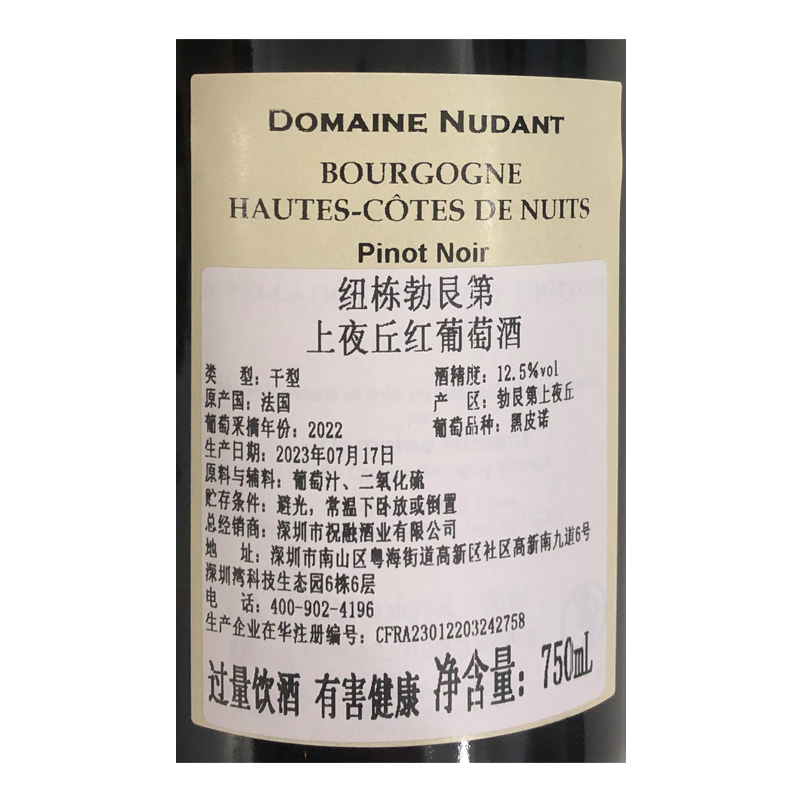 DOMAINE NUDANT
BOURGOGNE
HAUTES-CÔTES DE NUITS
Pinot Noir
纽栋勃艮第
上夜丘红葡萄酒
类 型：干型 酒精度：12.5%vol
原产国：法国 产 区：勃艮第上夜丘
葡萄采摘年份：2022 葡萄品种：黑皮诺
生产日期：2023年07月17日
原料与辅料：葡萄汁、二氧化硫
贮存条件：避光，常温下卧放或倒置
总经销商：深圳市祝融酒业有限公司
地 址：深圳市南山区粤海街道高新区社区高新南九道6号
深圳湾科技生态园6栋6层
电 话：400-902-4196
生产企业在华注册编号：CFRA23012203242758
过量饮酒 有害健康 净含量：750mL